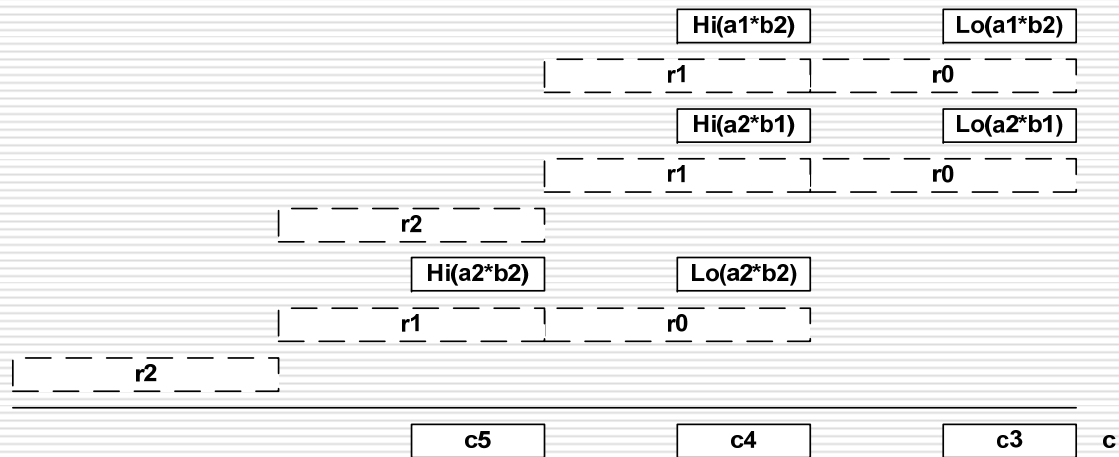 Hi(a1*b2) Lo(a1*b2)
r1 r0
Hi(a2*b1) Lo(a2*b1)
r1 r0
r2
Hi(a2*b2) Lo(a2*b2)
r1 r0
r2
c5 c4 c3 c